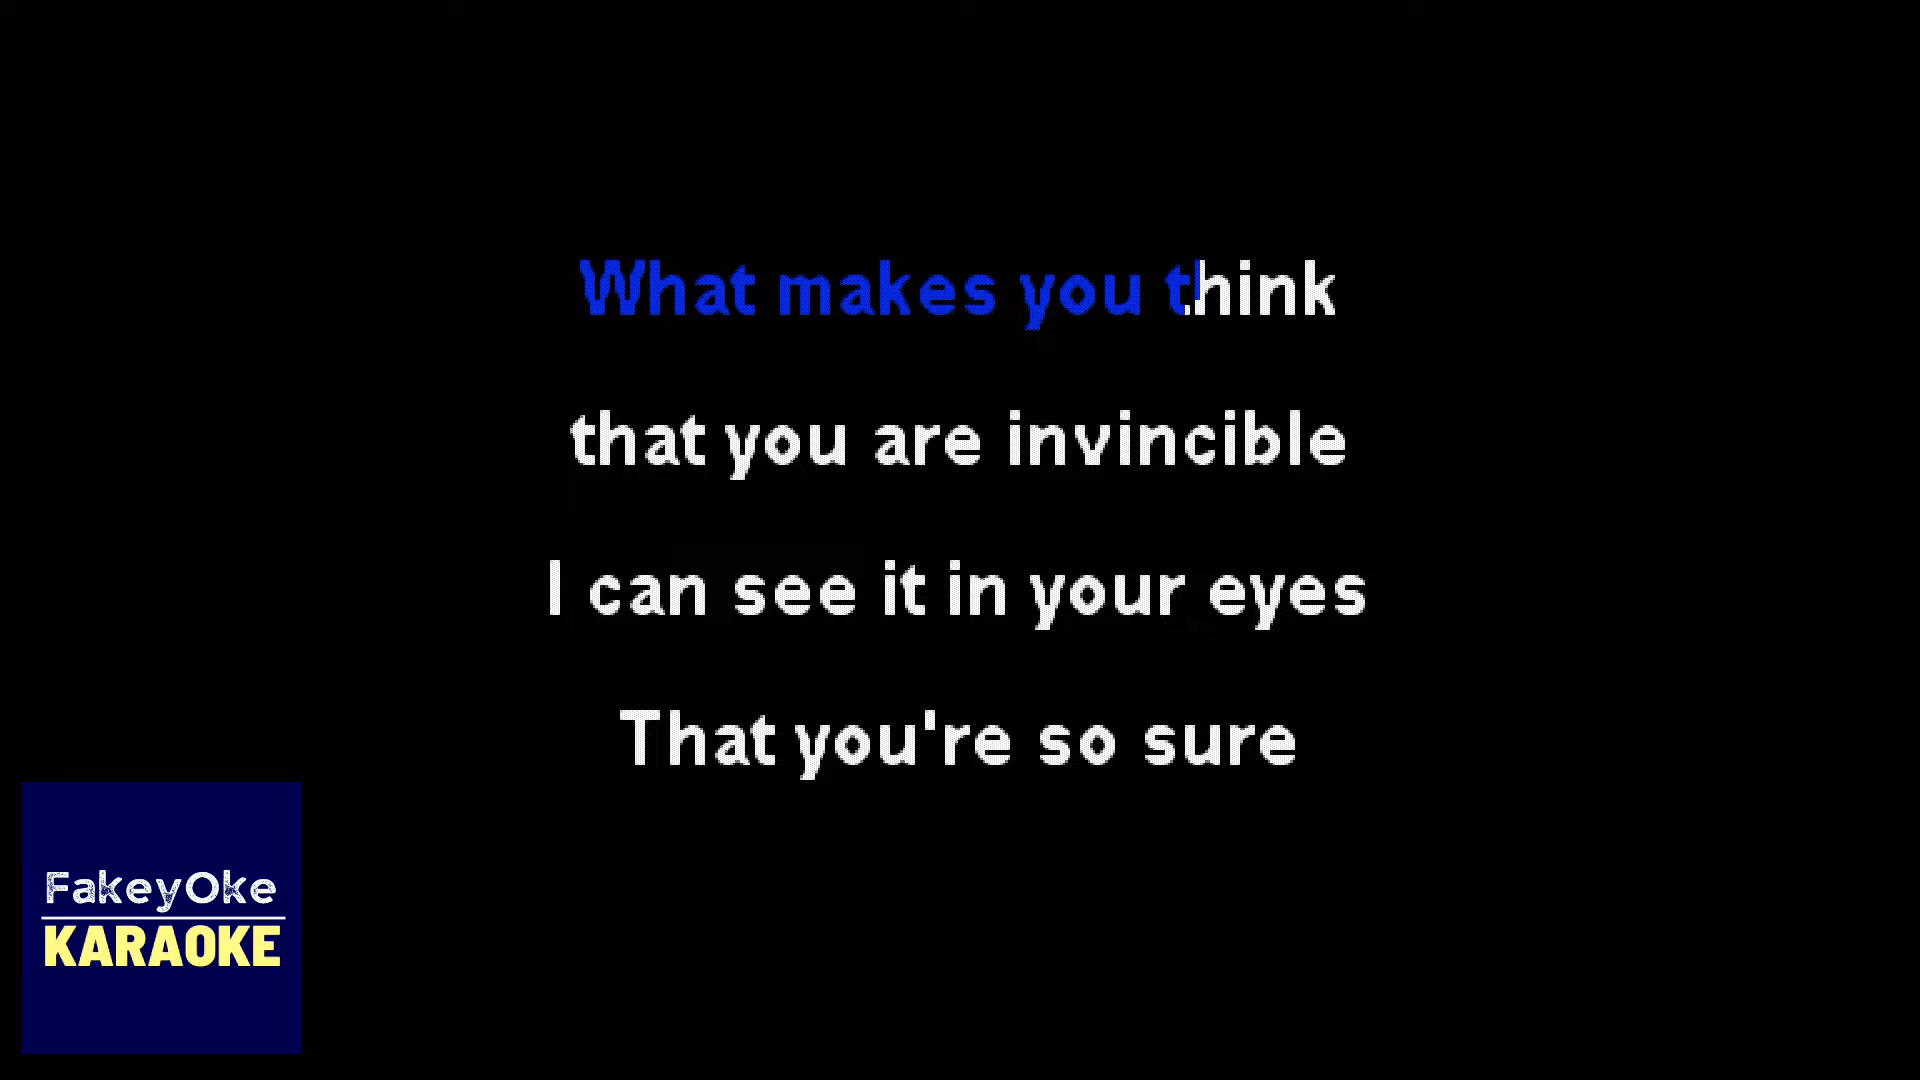 What makes you think
that you are invincible
I can see it in your eyes
That you're so sure
FakeyOke
KARAOKE